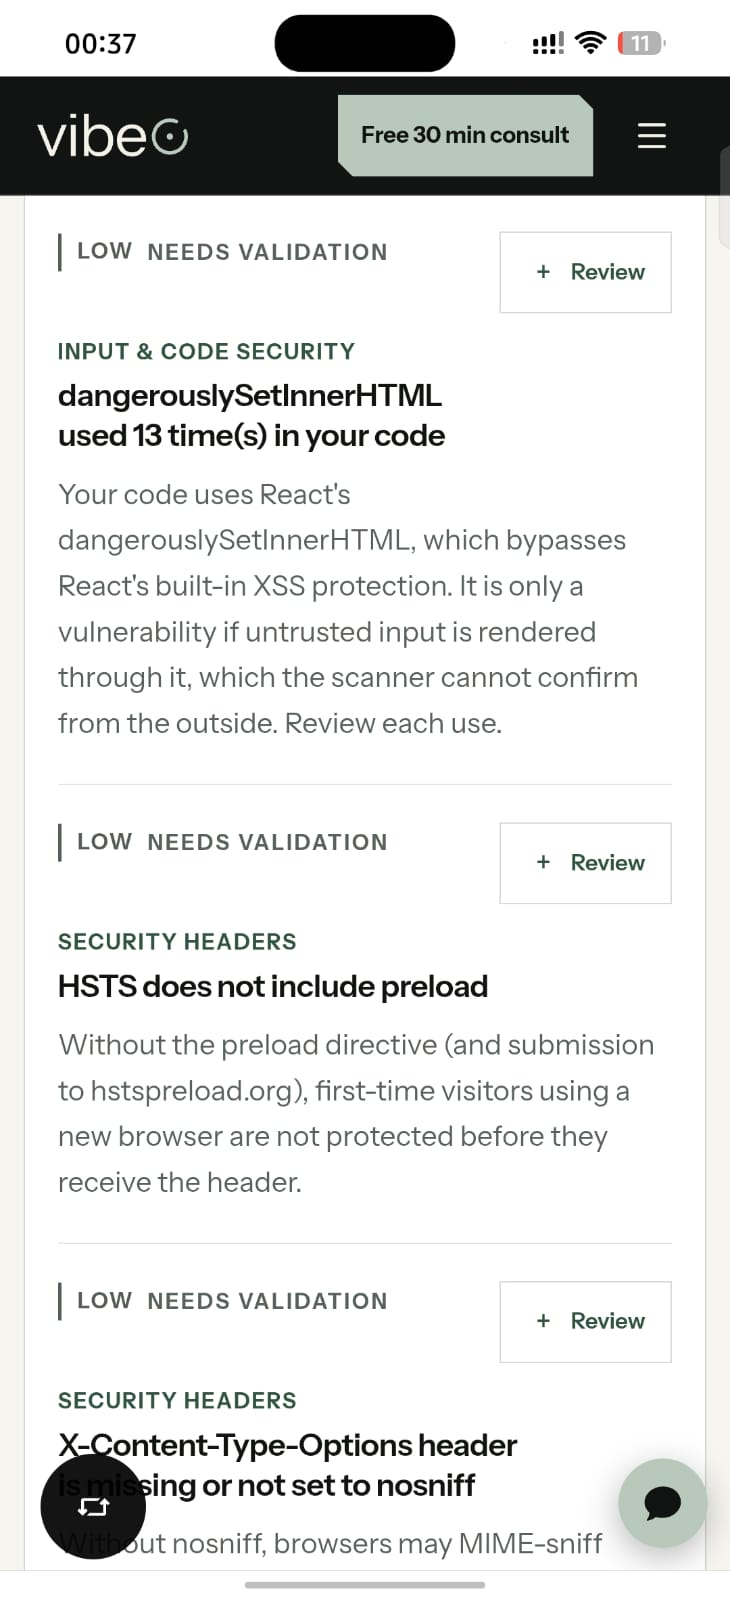 00:37
11
vibe
Free 30 min consult
LOW NEEDS VALIDATION
+ Review
INPUT & CODE SECURITY
dangerouslySetInnerHTML
used 13 time(s) in your code
Your code uses React's
dangerouslySetInnerHTML, which bypasses
React's built-in XSS protection. It is only a
vulnerability if untrusted input is rendered
through it, which the scanner cannot confirm
from the outside. Review each use.
LOW NEEDS VALIDATION
+ Review
SECURITY HEADERS
HSTS does not include preload
Without the preload directive (and submission
to hstspreload.org), first-time visitors using a
new browser are not protected before they
receive the header.
LOW NEEDS VALIDATION
+ Review
SECURITY HEADERS
X-Content-Type-Options header
is missing or not set to nosniff
Without nosniff, browsers may MIME-sniff